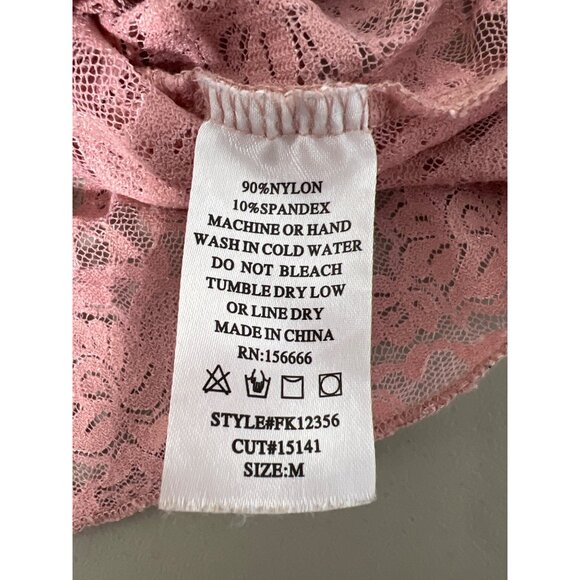 90%NYLON
10%SPANDEX
MACHINE OR HAND
WASH IN COLD WATER
DO NOT BLEACH
TUMBLE DRY LOW
OR LINE DRY
MADE IN CHINA
RN:156666
STYLE#FK12356
CUT#15141
SIZE:M